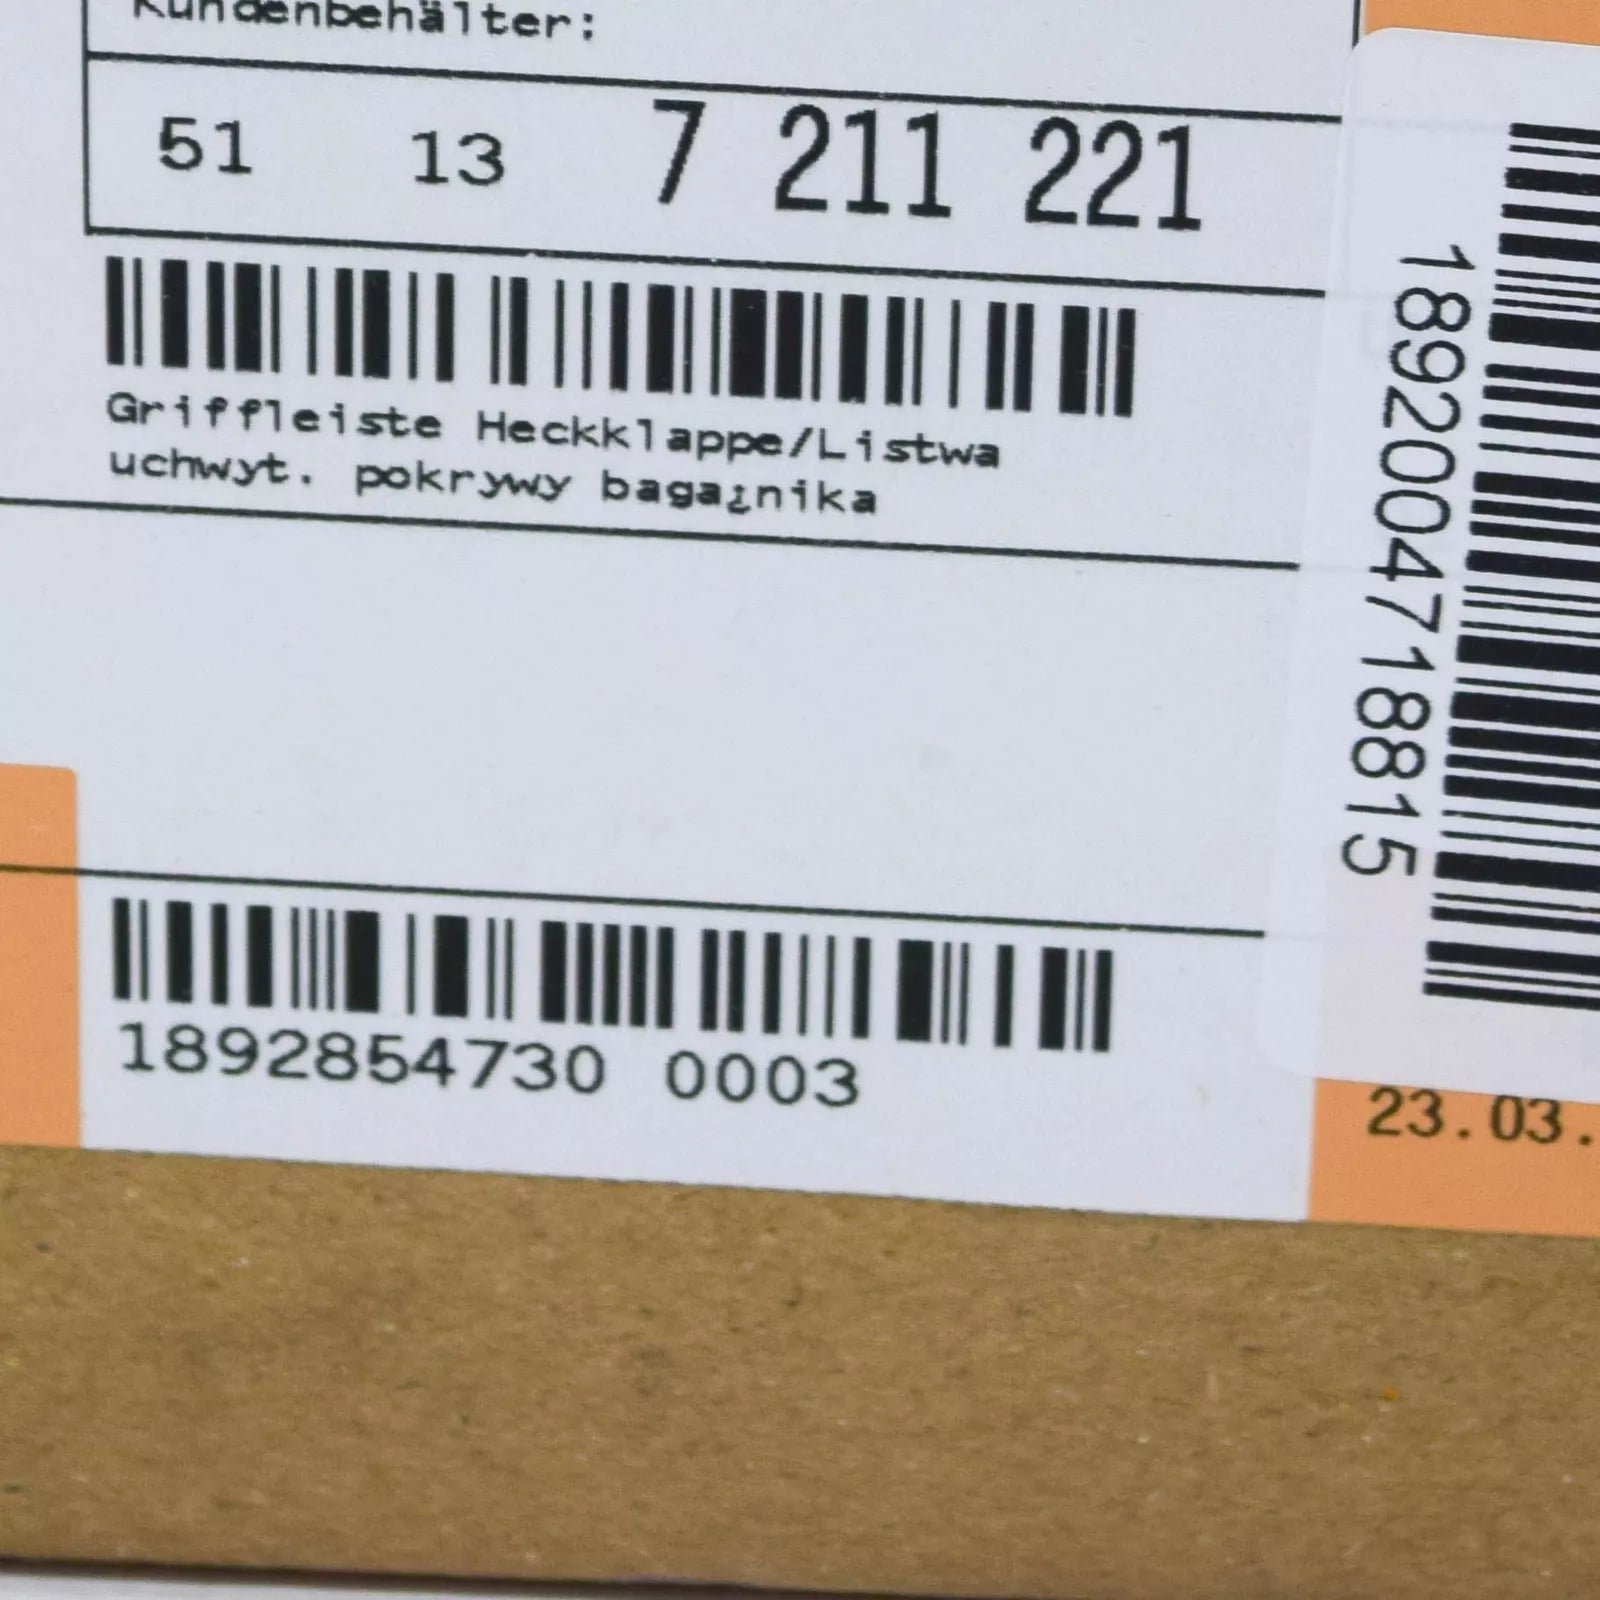 Kundenbehälter:
51 13 7 211 221
Griffleiste Heckklappe/Listwa
uchwyt. pokrywy baga¿nika
1892004718815
1892854730 0003
23.03.